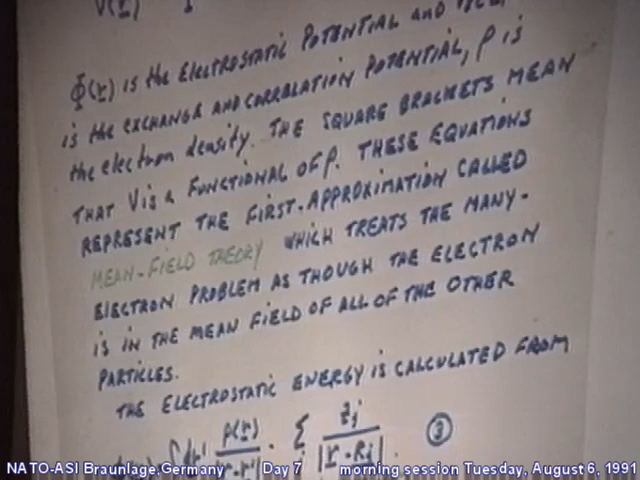 V(r)
Φ(r) is the ELECTROSTATIC POTENTIAL and
is the EXCHANGE AND CORRELATION POTENTIAL, ρ is
the electron density. THE SQUARE BRACKETS MEAN
THAT V is a FUNCTIONAL OF ρ. THESE EQUATIONS
REPRESENT THE FIRST-APPROXIMATION CALLED
MEAN-FIELD THEORY WHICH TREATS THE MANY-
ELECTRON PROBLEM AS THOUGH THE ELECTRON
IS IN THE MEAN FIELD OF ALL OF THE OTHER
PARTICLES.
THE ELECTROSTATIC ENERGY IS CALCULATED FROM
∫dr' ρ(r) / |r-r'| - Σ Zj / |r-Rj| . ③
NATO-ASI Braunlage,Germany Day 7 morning session Tuesday, August 6, 1991